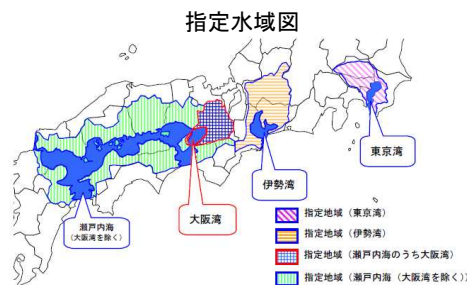 指定水域図
東京湾
伊勢湾
大阪湾
瀬戸内海
(大阪湾を除く)
指定地域(東京湾)
指定地域(伊勢湾)
指定地域(瀬戸内海のうち大阪湾)
指定地域(瀬戸内海(大阪湾を除く))